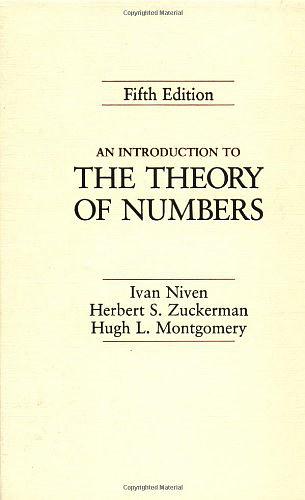 Fifth Edition
AN INTRODUCTION TO
THE THEORY
OF NUMBERS
Ivan Niven
Herbert S. Zuckerman
Hugh L. Montgomery